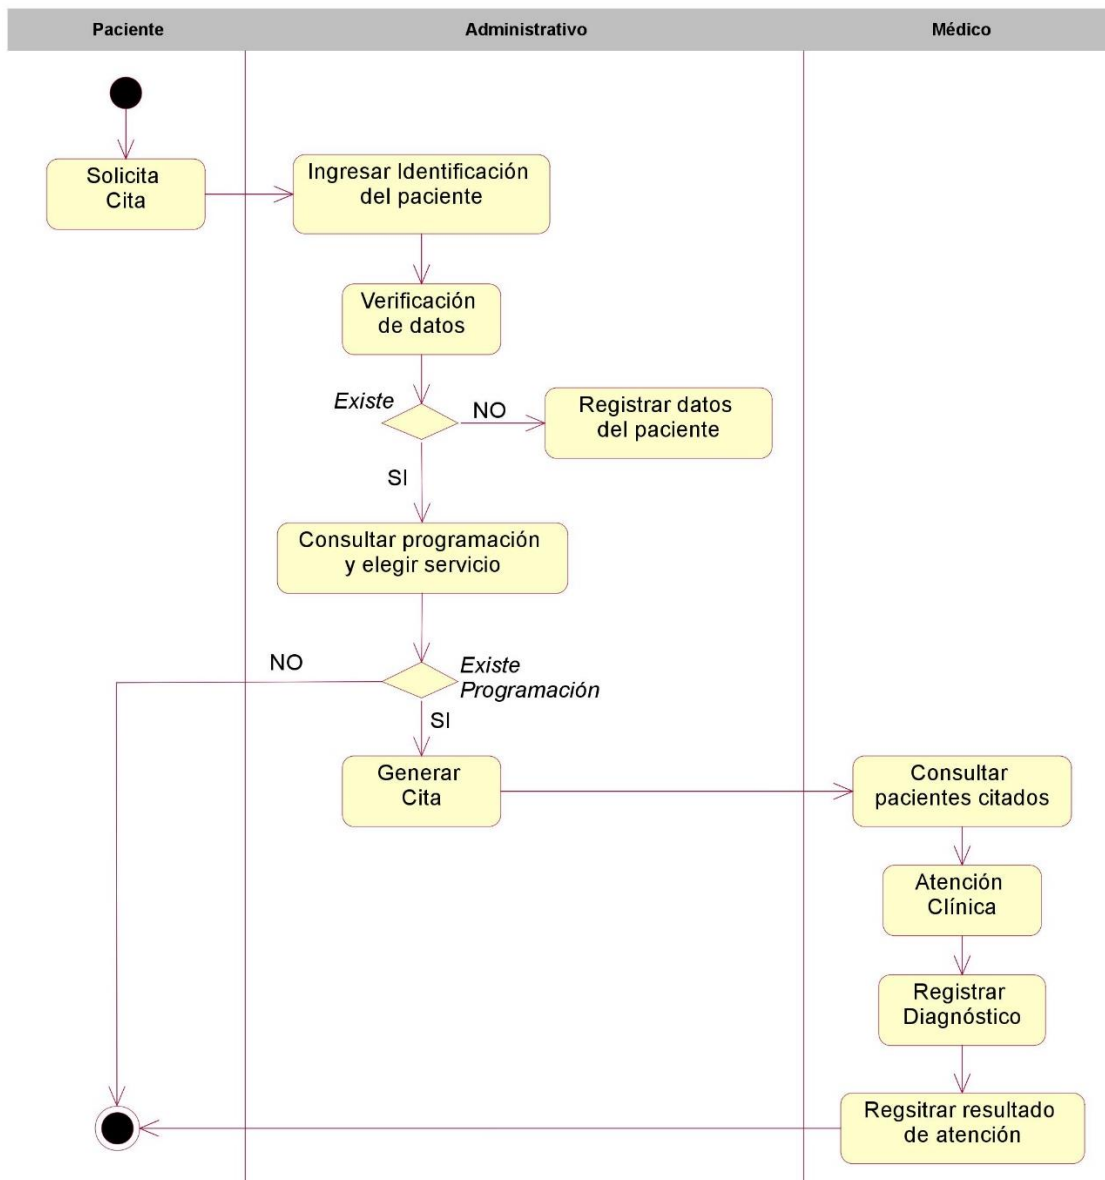 Paciente
Administrativo
Médico
Solicita
Cita
Ingresar Identificación
del paciente
Verificación
de datos
Existe
NO
Registrar datos
del paciente
SI
Consultar programación
y elegir servicio
NO
Existe
Programación
SI
Generar
Cita
Consultar
pacientes citados
Atención
Clínica
Registrar
Diagnóstico
Regsitrar resultado
de atención